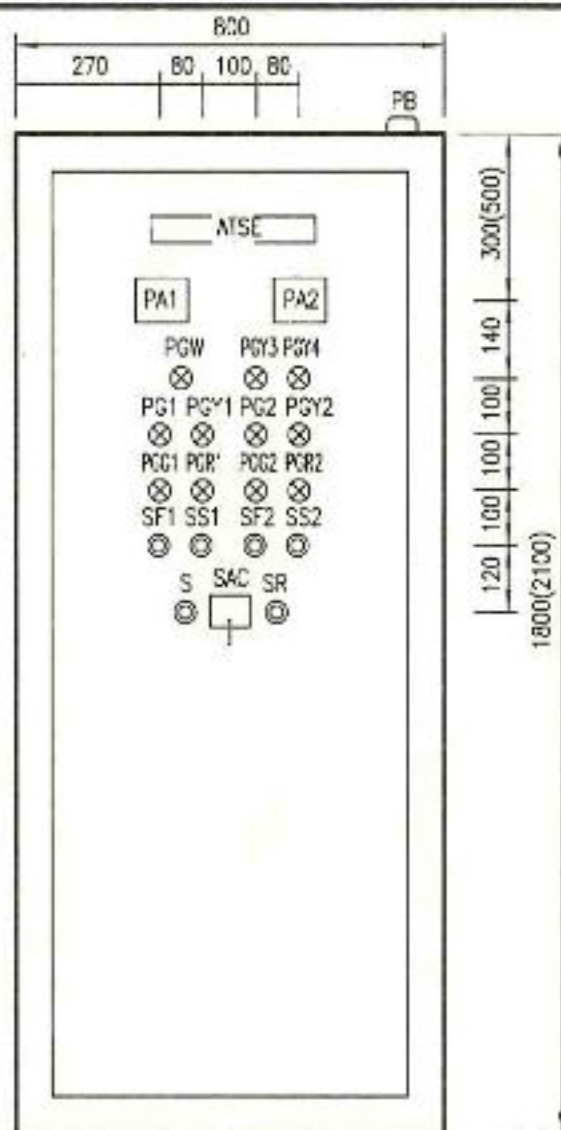 800
270 80 100 80
PB
300(500)
ATSE
PA1 PA2
140
PGW PGY3 PGY4
100
PG1 PGY1 PG2 PGY2
100
PGG1 PGR1 PGG2 PGR2
100
SF1 SS1 SF2 SS2
120
S SAC SR
1800(2100)